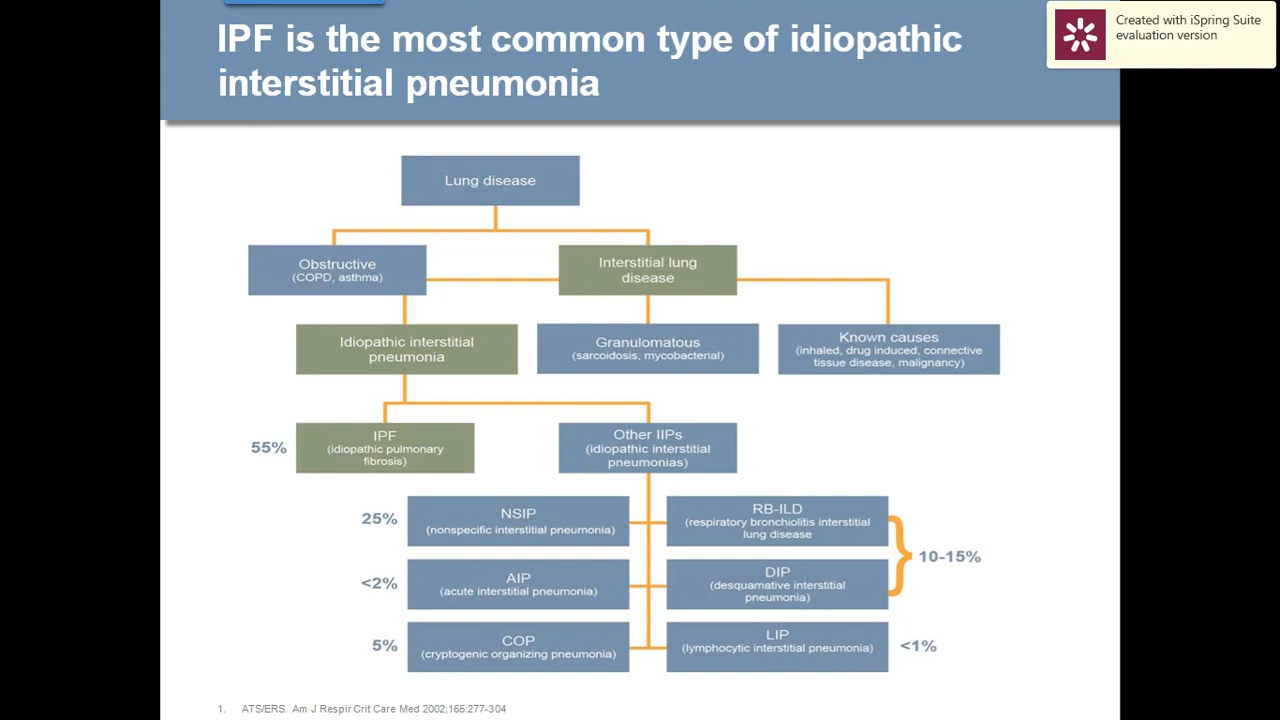 IPF is the most common type of idiopathic
interstitial pneumonia
Created with iSpring Suite
evaluation version
Lung disease
Obstructive
(COPD, asthma)
Interstitial lung
disease
Idiopathic interstitial
pneumonia
Granulomatous
(sarcoidosis, mycobacterial)
Known causes
(inhaled, drug induced, connective
tissue disease, malignancy)
55%
IPF
(idiopathic pulmonary
fibrosis)
Other IIPs
(idiopathic interstitial
pneumonias)
25%
NSIP
(nonspecific interstitial pneumonia)
RB-ILD
(respiratory bronchiolitis interstitial
lung disease
10-15%
<2%
AIP
(acute interstitial pneumonia)
DIP
(desquamative interstitial
pneumonia)
5%
COP
(cryptogenic organizing pneumonia)
LIP
(lymphocytic interstitial pneumonia)
<1%
1. ATS/ERS. Am J Respir Crit Care Med 2002;165:277-304